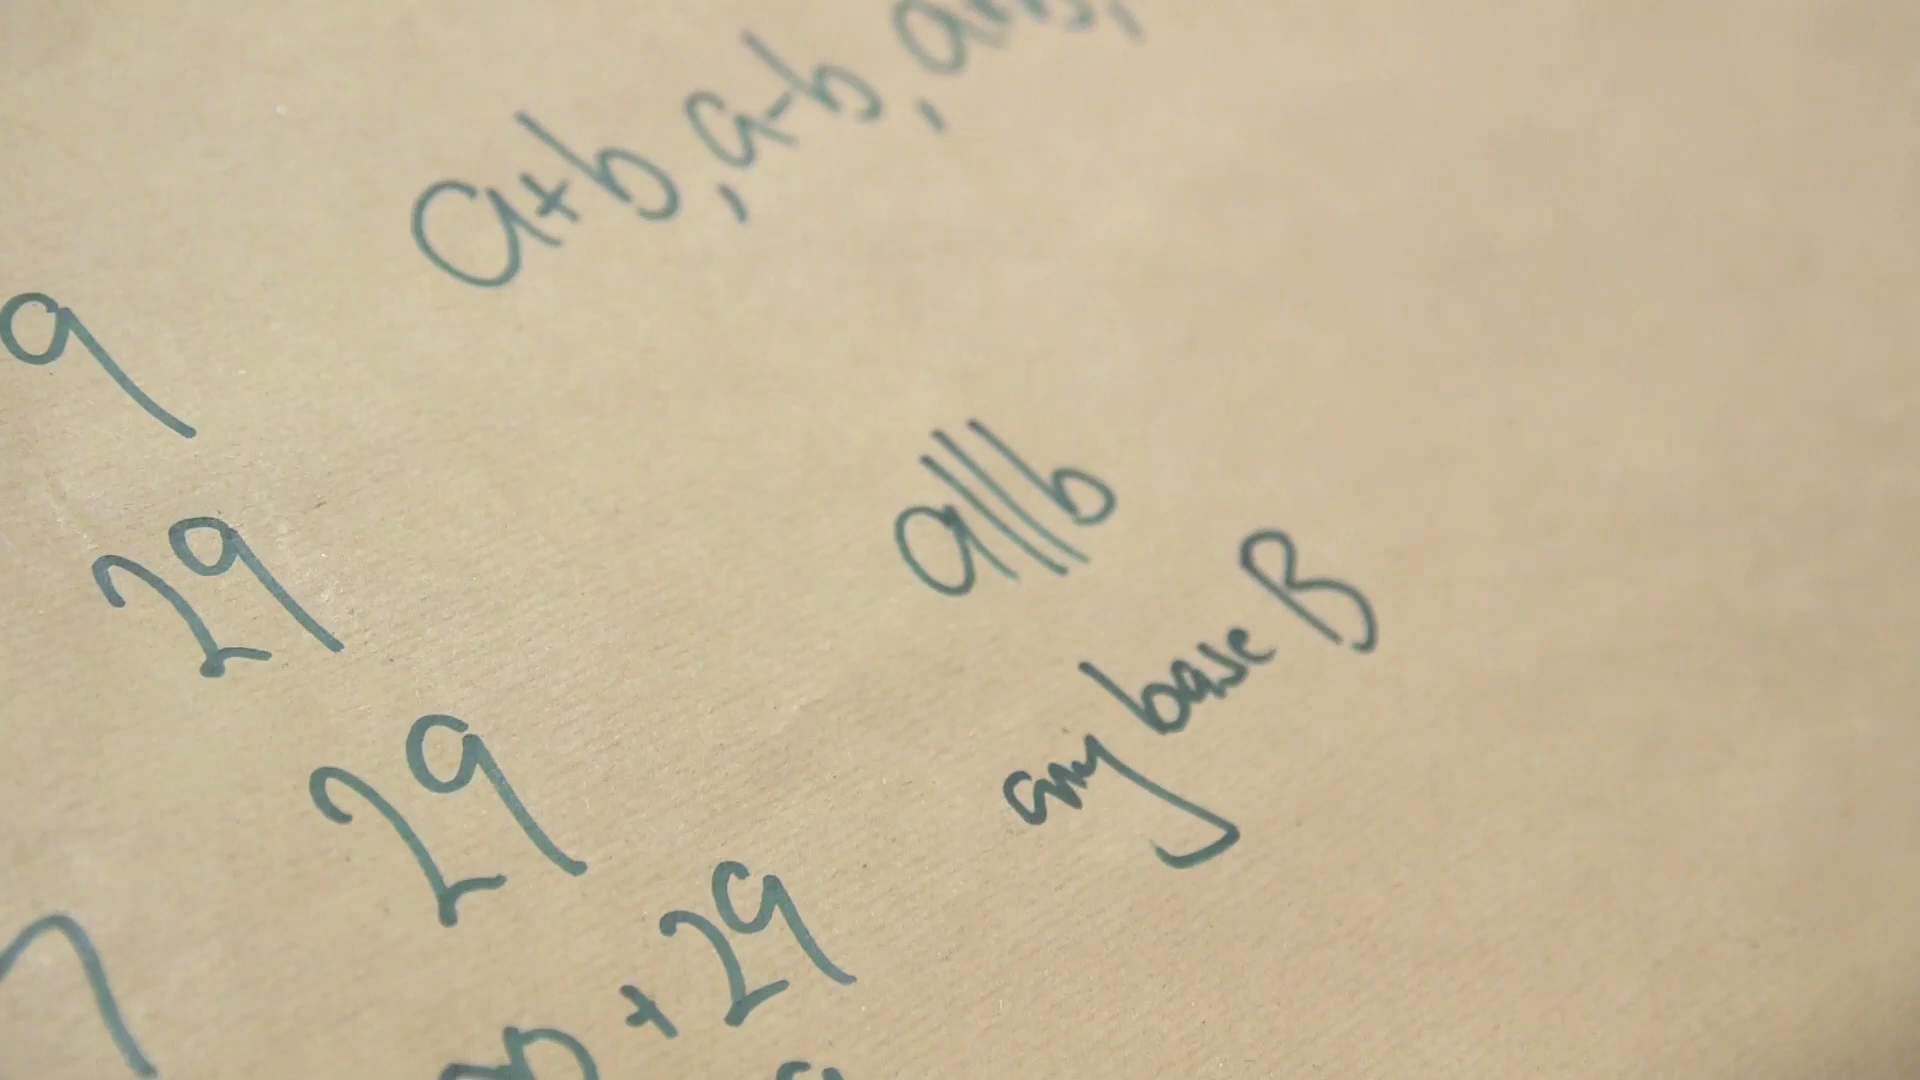 a+b, a-b,
9
29
a||b
any base B
29
+ 29